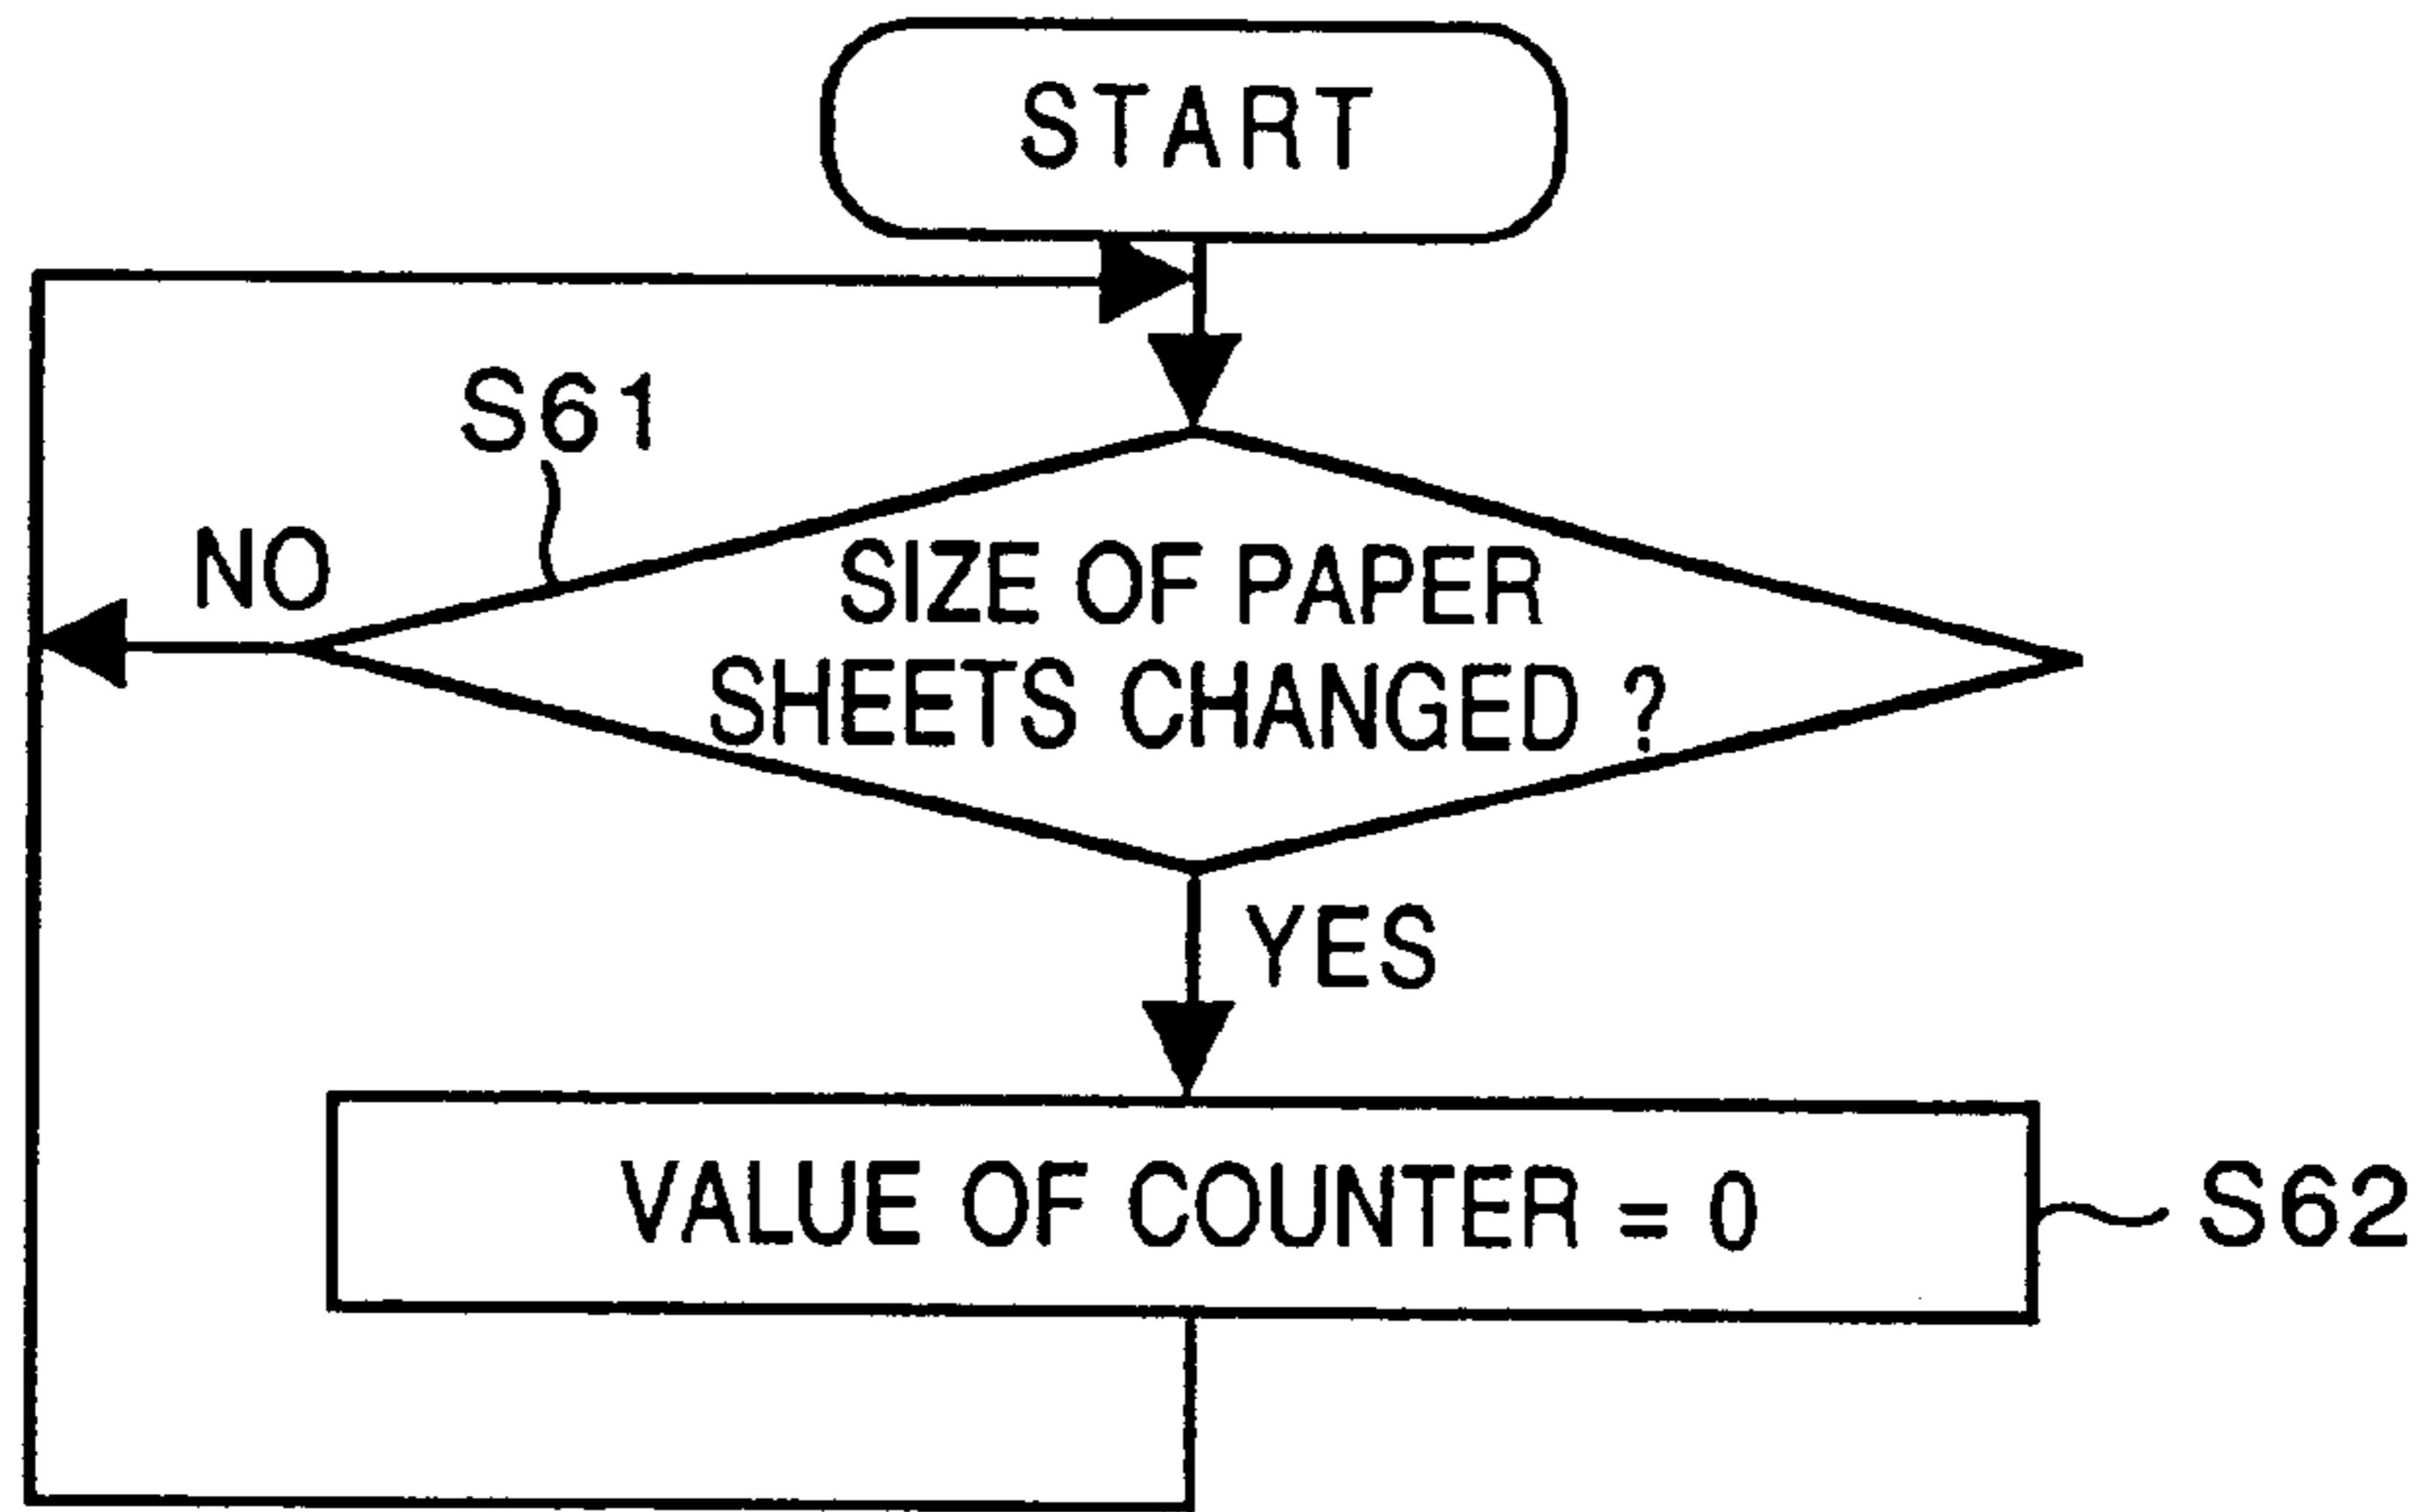 START
S61
NO
SIZE OF PAPER
SHEETS CHANGED ?
YES
VALUE OF COUNTER = 0
S62